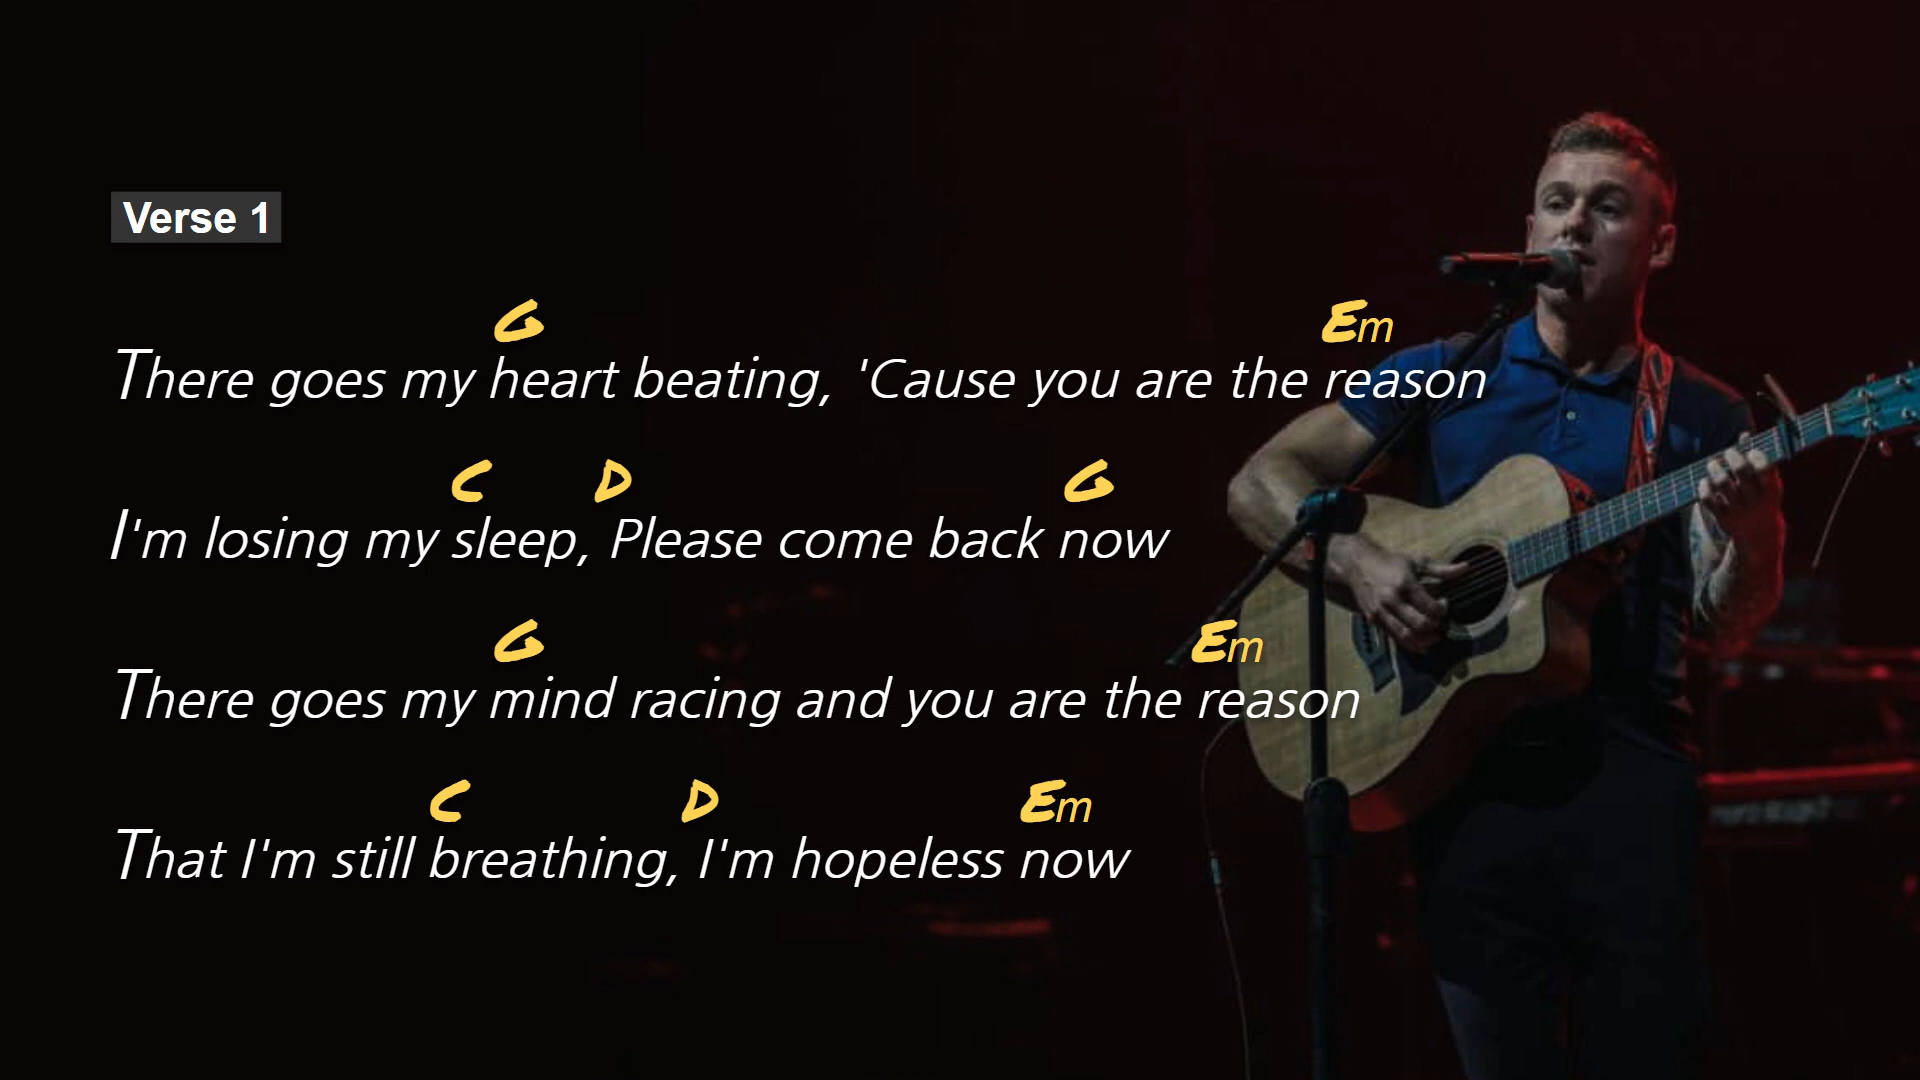 Verse 1
G Em
There goes my heart beating, 'Cause you are the reason
C D G
I'm losing my sleep, Please come back now
G Em
There goes my mind racing and you are the reason
C D Em
That I'm still breathing, I'm hopeless now